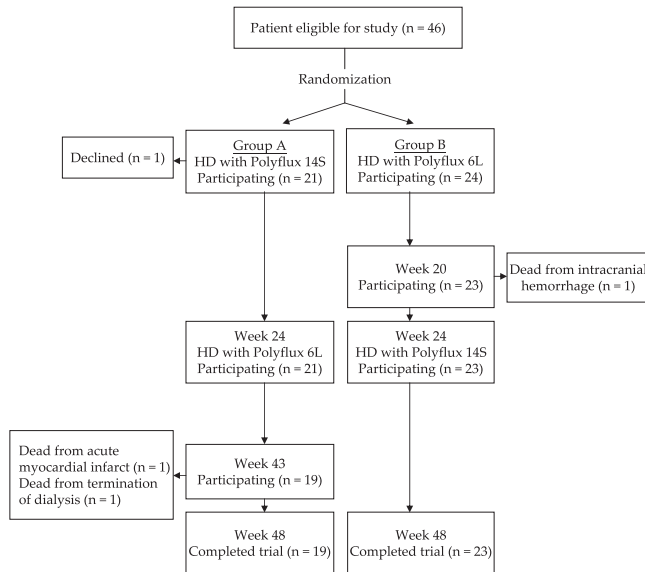 Patient eligible for study (n = 46)
Randomization
Declined (n = 1)
Group A
HD with Polyflux 14S
Participating (n = 21)
Group B
HD with Polyflux 6L
Participating (n = 24)
Week 20
Participating (n = 23)
Dead from intracranial
hemorrhage (n = 1)
Week 24
HD with Polyflux 6L
Participating (n = 21)
Week 24
HD with Polyflux 14S
Participating (n = 23)
Dead from acute
myocardial infarct (n = 1)
Dead from termination
of dialysis (n = 1)
Week 43
Participating (n = 19)
Week 48
Completed trial (n = 19)
Week 48
Completed trial (n = 23)